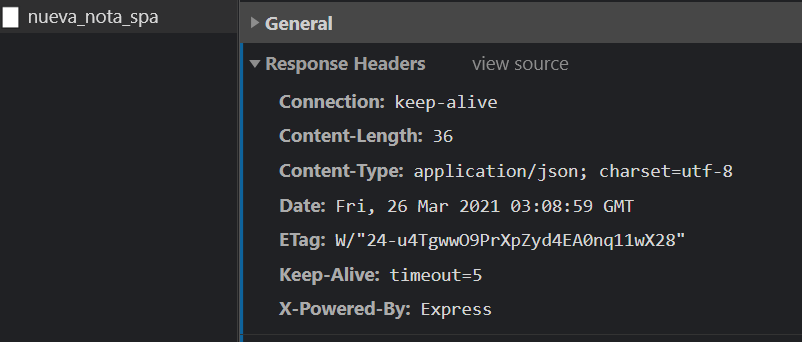 nueva_nota_spa
General
Response Headers view source
Connection: keep-alive
Content-Length: 36
Content-Type: application/json; charset=utf-8
Date: Fri, 26 Mar 2021 03:08:59 GMT
ETag: W/"24-u4TgwwO9PrXpZyd4EA0nq11wX28"
Keep-Alive: timeout=5
X-Powered-By: Express